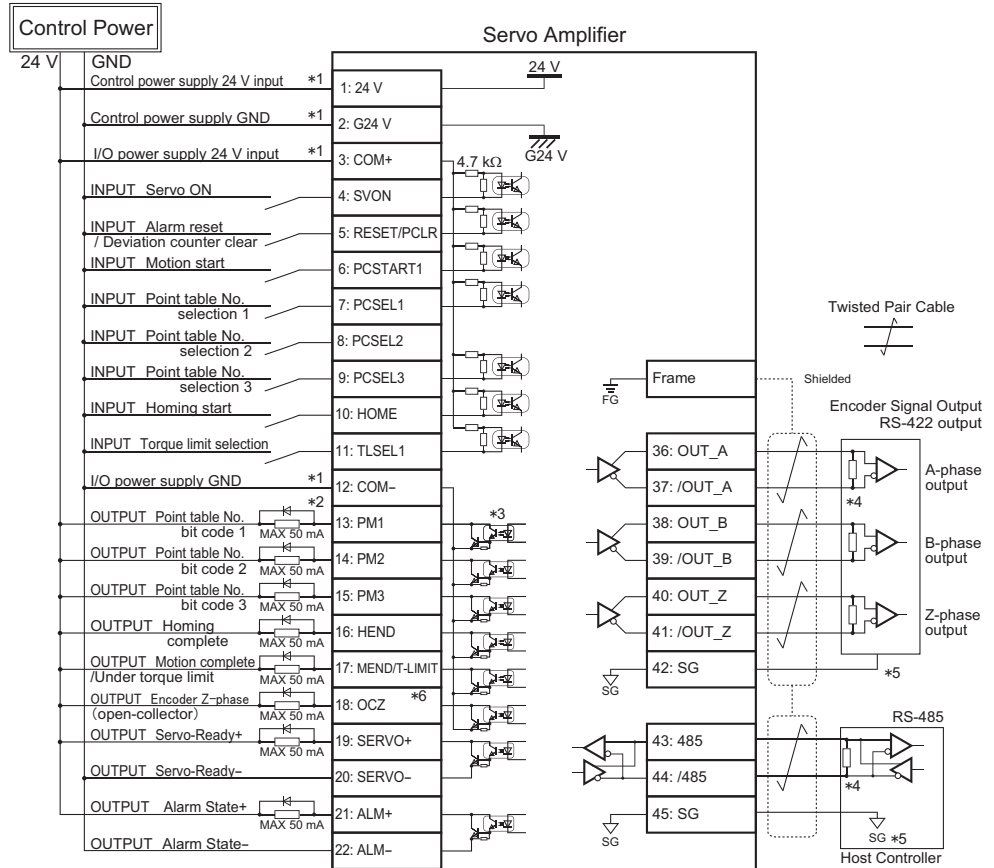 Control Power
Servo Amplifier
24 V
GND
24 V
Control power supply 24 V input *1
1: 24 V
Control power supply GND *1
2: G24 V
G24 V
I/O power supply 24 V input *1
3: COM+
4.7 kΩ
INPUT Servo ON
4: SVON
INPUT Alarm reset
/ Deviation counter clear
5: RESET/PCLR
INPUT Motion start
6: PCSTART1
INPUT Point table No.
selection 1
7: PCSEL1
INPUT Point table No.
selection 2
8: PCSEL2
INPUT Point table No.
selection 3
9: PCSEL3
INPUT Homing start
10: HOME
INPUT Torque limit selection
11: TLSEL1
I/O power supply GND *1
12: COM−
*2
OUTPUT Point table No.
bit code 1
MAX 50 mA
13: PM1
*3
OUTPUT Point table No.
bit code 2
MAX 50 mA
14: PM2
OUTPUT Point table No.
bit code 3
MAX 50 mA
15: PM3
OUTPUT Homing
complete
MAX 50 mA
16: HEND
OUTPUT Motion complete
/Under torque limit
MAX 50 mA
17: MEND/T-LIMIT
OUTPUT Encoder Z−phase
(open-collector)
MAX 50 mA
18: OCZ
*6
OUTPUT Servo-Ready+
MAX 50 mA
19: SERVO+
OUTPUT Servo-Ready−
20: SERVO−
OUTPUT Alarm State+
MAX 50 mA
21: ALM+
OUTPUT Alarm State−
22: ALM−
Twisted Pair Cable
Frame
FG
Shielded
Encoder Signal Output
RS-422 output
36: OUT_A
37: /OUT_A
*4
A-phase
output
38: OUT_B
39: /OUT_B
B-phase
output
40: OUT_Z
41: /OUT_Z
Z-phase
output
42: SG
SG
*5
RS-485
43: 485
44: /485
*4
45: SG
SG
SG *5
Host Controller